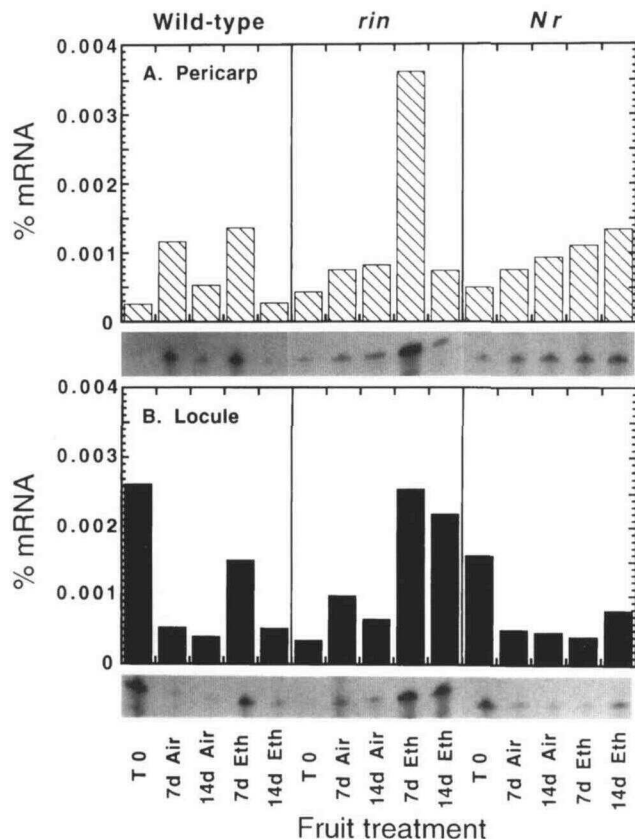 Wild-type rin Nr
A. Pericarp
% mRNA
0.004
0.003
0.002
0.001
0
B. Locule
% mRNA
0.004
0.003
0.002
0.001
0
T 0 7d Air 14d Air 7d Eth 14d Eth T 0 7d Air 14d Air 7d Eth 14d Eth T 0 7d Air 14d Air 7d Eth 14d Eth
Fruit treatment